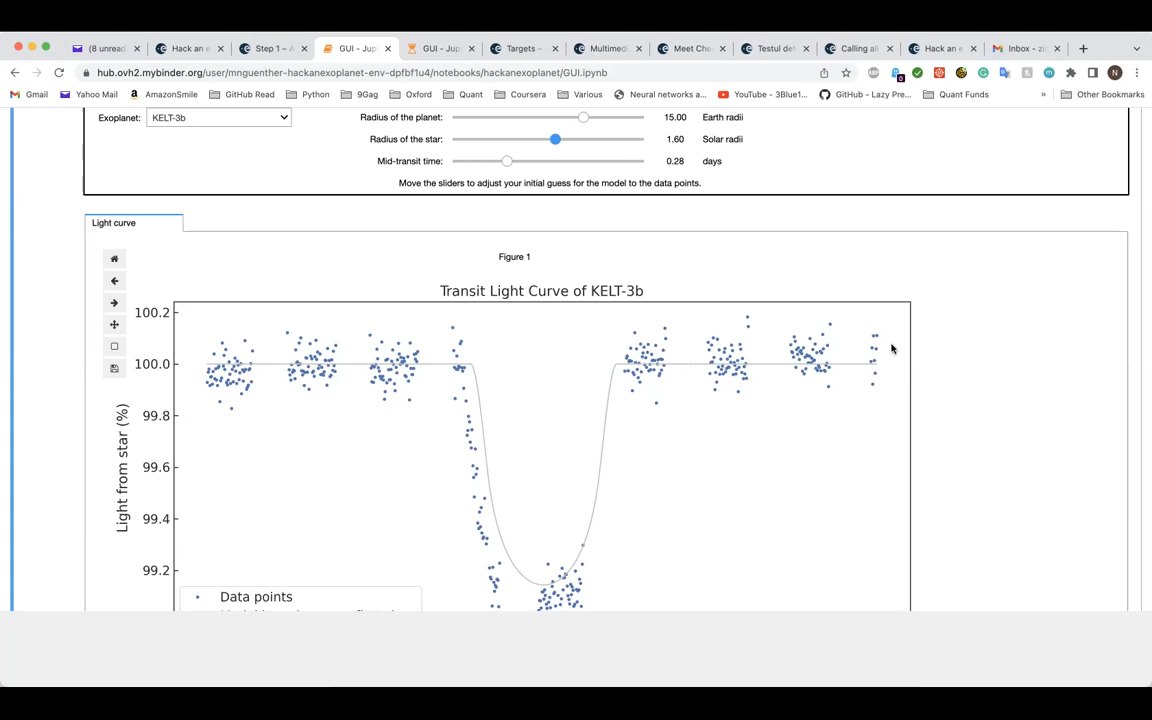 (8 unread
Hack an e
Step 1 – A
GUI - Jup
GUI - Jup
Targets –
Multimedi
Meet Che
Testul det
Calling all
Hack an e
Inbox - zi
hub.ovh2.mybinder.org/user/mnguenther-hackanexoplanet-env-dpfbf1u4/notebooks/hackanexoplanet/GUI.ipynb
Gmail
Yahoo Mail
AmazonSmile
GitHub Read
Python
9Gag
Oxford
Quant
Coursera
Various
Neural networks a...
YouTube - 3Blue1...
GitHub - Lazy Pre...
Quant Funds
»
Other Bookmarks
Exoplanet: KELT-3b
Radius of the planet: 15.00 Earth radii
Radius of the star: 1.60 Solar radii
Mid-transit time: 0.28 days
Move the sliders to adjust your initial guess for the model to the data points.
Light curve
Figure 1
Transit Light Curve of KELT-3b
100.2
100.0
99.8
99.6
99.4
99.2
Light from star (%)
Data points